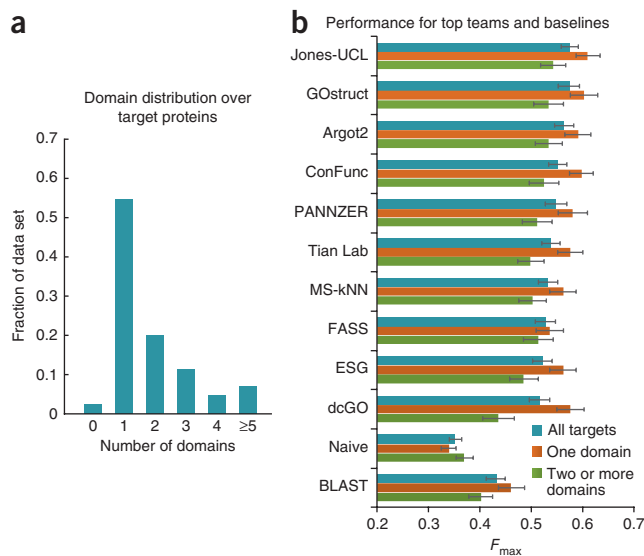 a
Domain distribution over
target proteins
0.7
0.6
0.5
0.4
0.3
0.2
0.1
0
Fraction of data set
0 1 2 3 4 ≥5
Number of domains
b
Performance for top teams and baselines
Jones-UCL
GOstruct
Argot2
ConFunc
PANNZER
Tian Lab
MS-kNN
FASS
ESG
dcGO
Naive
BLAST
All targets
One domain
Two or more
domains
0.2 0.3 0.4 0.5 0.6 0.7
Fmax